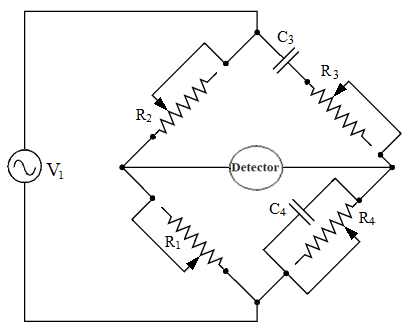 C3
R3
R2
V1
Detector
C4
R4
R1